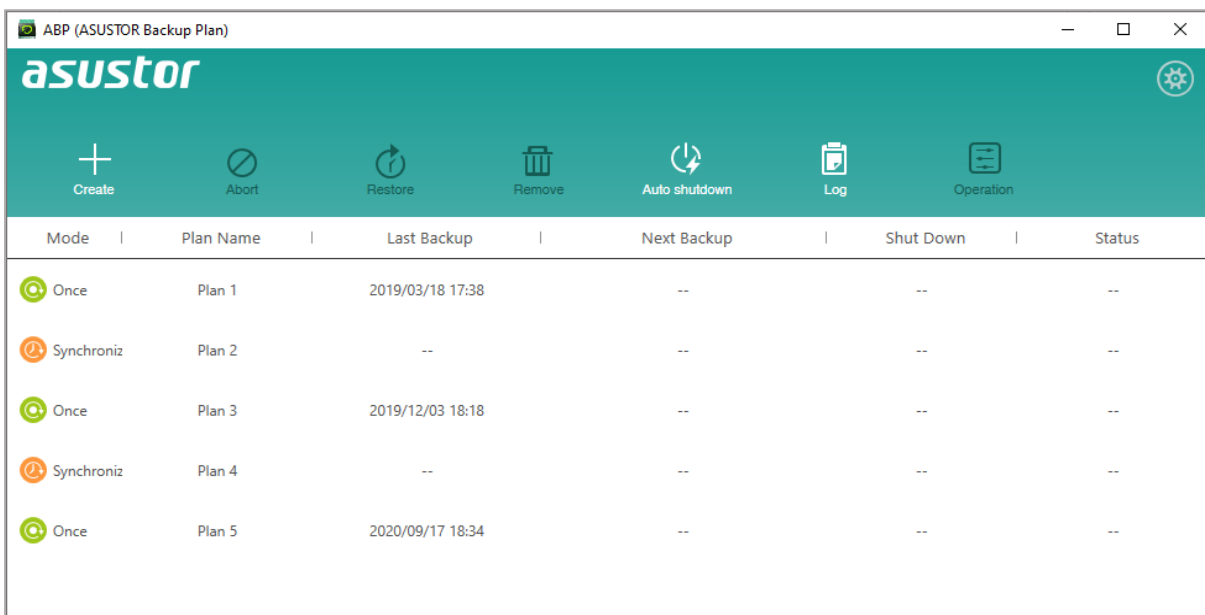 ABP (ASUSTOR Backup Plan)
asustor
Create Abort Restore Remove Auto shutdown Log Operation
Mode Plan Name Last Backup Next Backup Shut Down Status
Once Plan 1 2019/03/18 17:38 -- -- --
Synchroniz Plan 2 -- -- -- --
Once Plan 3 2019/12/03 18:18 -- -- --
Synchroniz Plan 4 -- -- -- --
Once Plan 5 2020/09/17 18:34 -- -- --